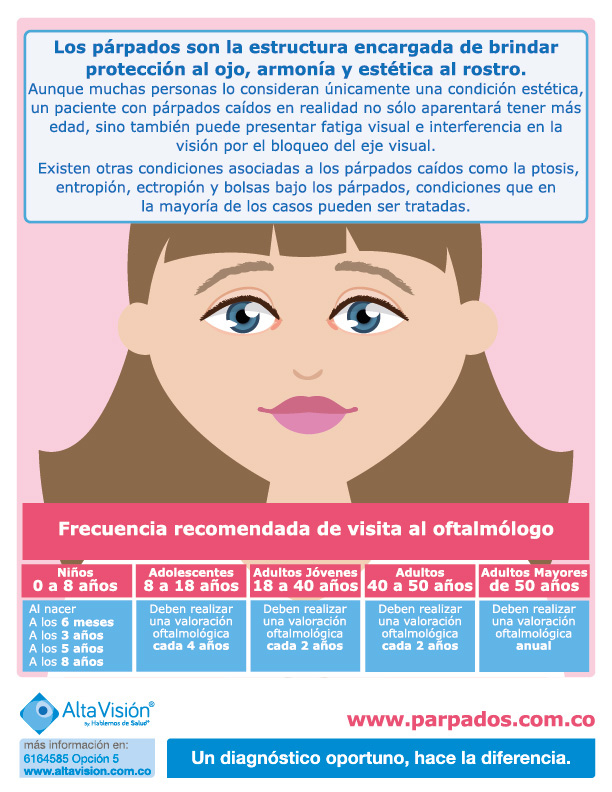 Los párpados son la estructura encargada de brindar
protección al ojo, armonía y estética al rostro.
Aunque muchas personas lo consideran únicamente una condición estética,
un paciente con párpados caídos en realidad no sólo aparentará tener más
edad, sino también puede presentar fatiga visual e interferencia en la
visión por el bloqueo del eje visual.
Existen otras condiciones asociadas a los párpados caídos como la ptosis,
entropión, ectropión y bolsas bajo los párpados, condiciones que en
la mayoría de los casos pueden ser tratadas.
Frecuencia recomendada de visita al oftalmólogo
Niños
0 a 8 años
Al nacer
A los 6 meses
A los 3 años
A los 5 años
A los 8 años
Adolescentes
8 a 18 años
Deben realizar
una valoración
oftalmológica
cada 4 años
Adultos Jóvenes
18 a 40 años
Deben realizar
una valoración
oftalmológica
cada 2 años
Adultos
40 a 50 años
Deben realizar
una valoración
oftalmológica
cada 2 años
Adultos Mayores
de 50 años
Deben realizar
una valoración
oftalmológica
anual
AltaVisión®
By Hablemos de Salud+
más información en:
6164585 Opción 5
www.altavision.com.co
www.parpados.com.co
Un diagnóstico oportuno, hace la diferencia.